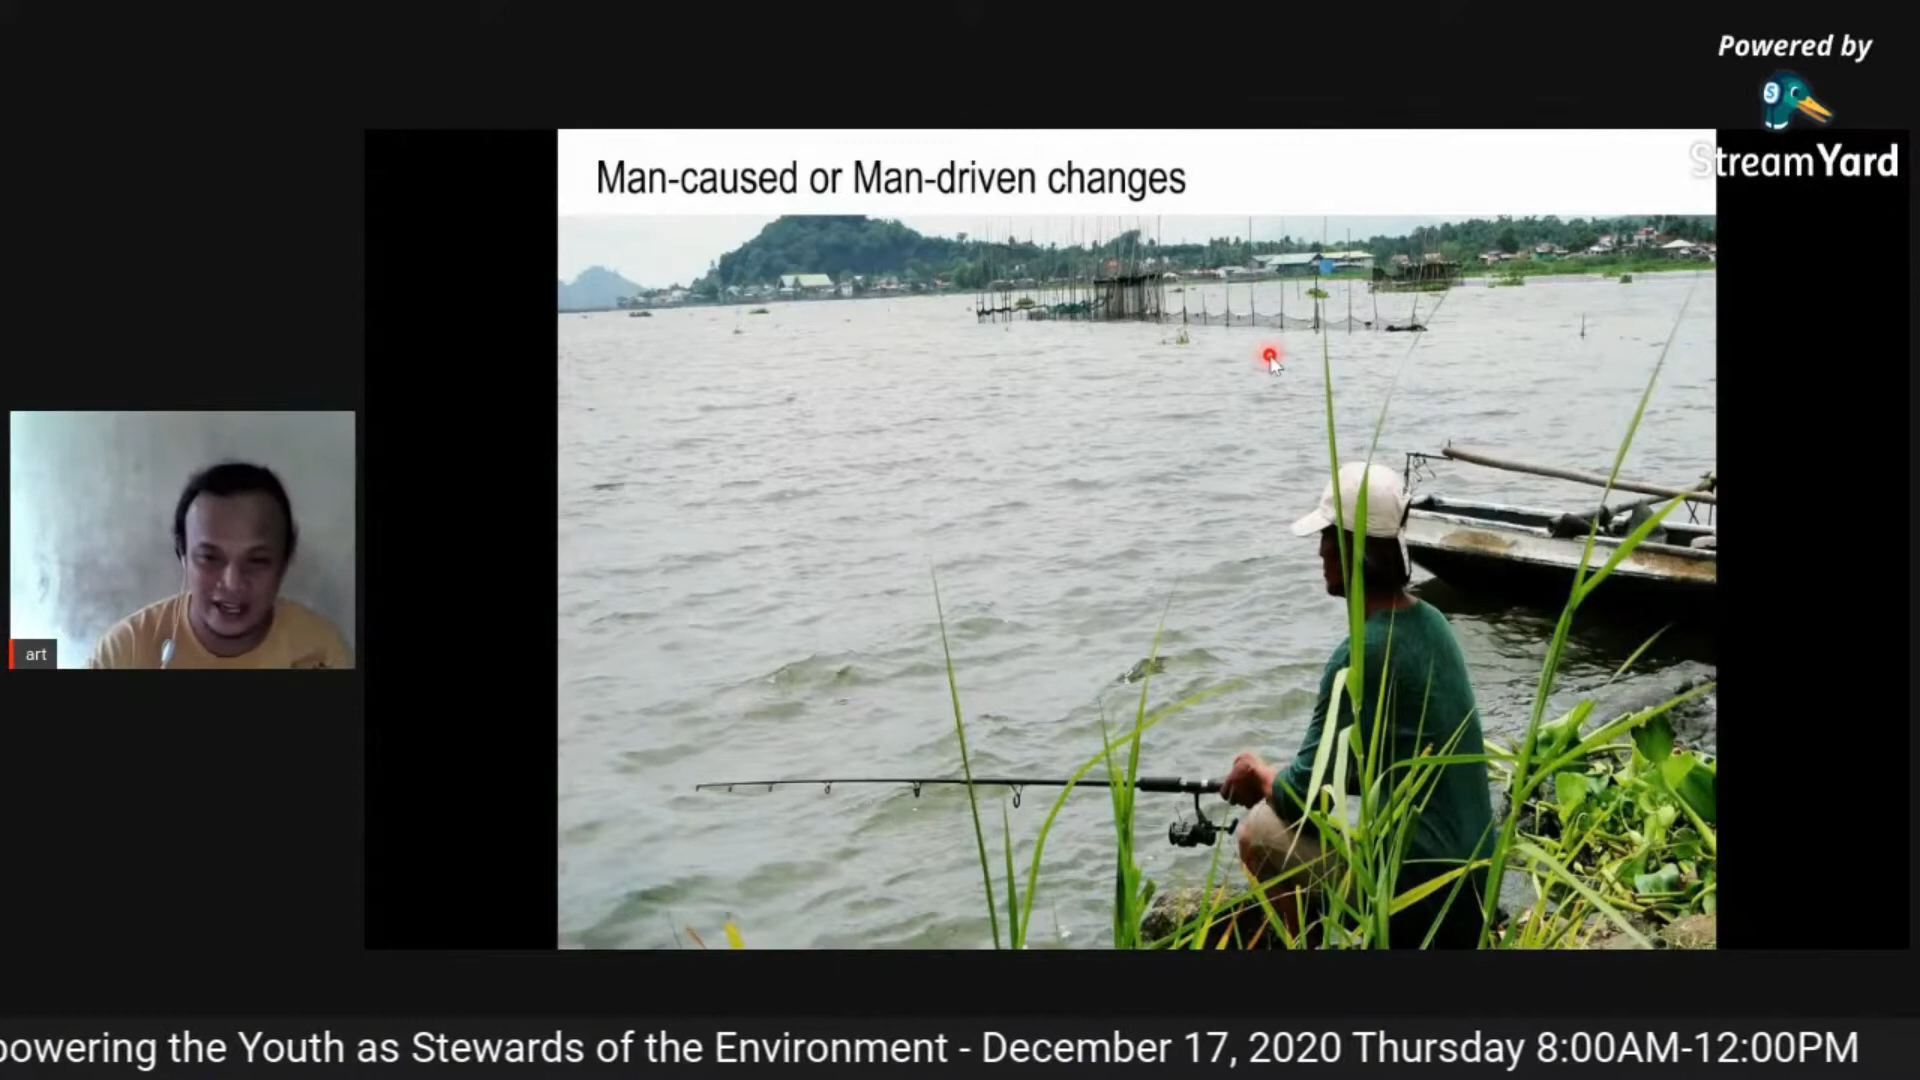 Powered by
StreamYard
Man-caused or Man-driven changes
art
powering the Youth as Stewards of the Environment - December 17, 2020 Thursday 8:00AM-12:00PM